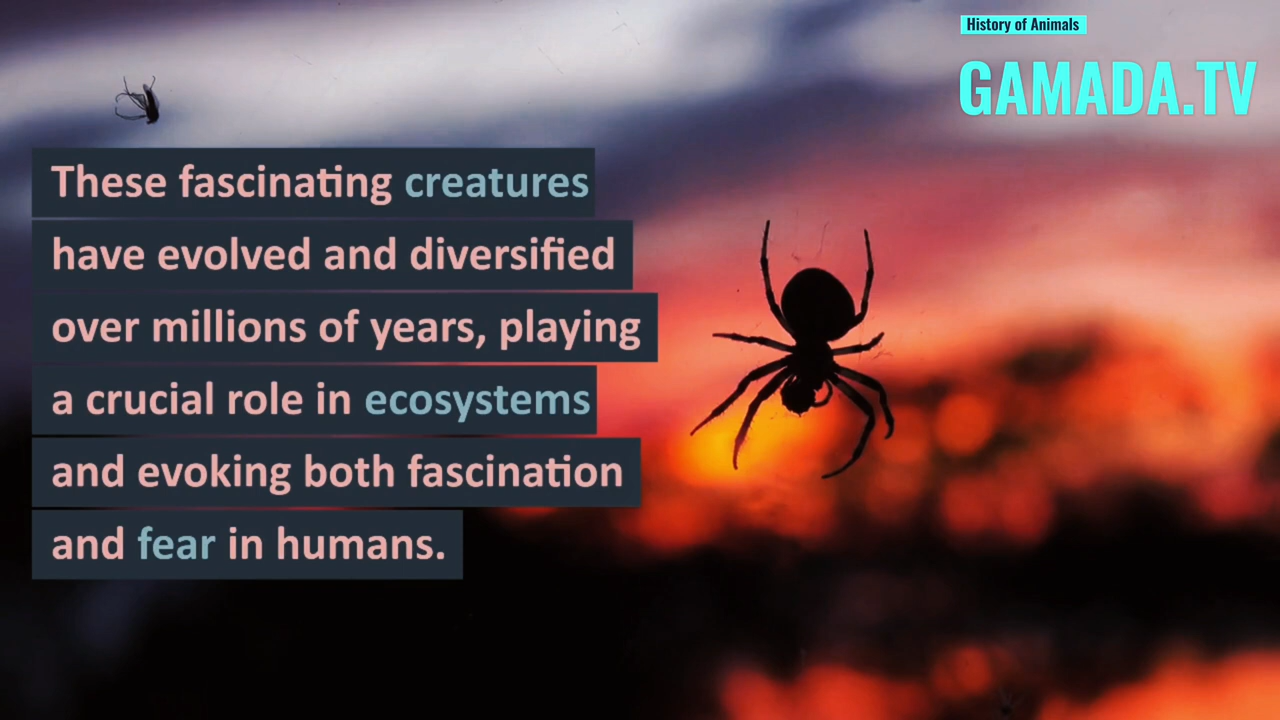 History of Animals
GAMADA.TV
These fascinating creatures
have evolved and diversified
over millions of years, playing
a crucial role in ecosystems
and evoking both fascination
and fear in humans.